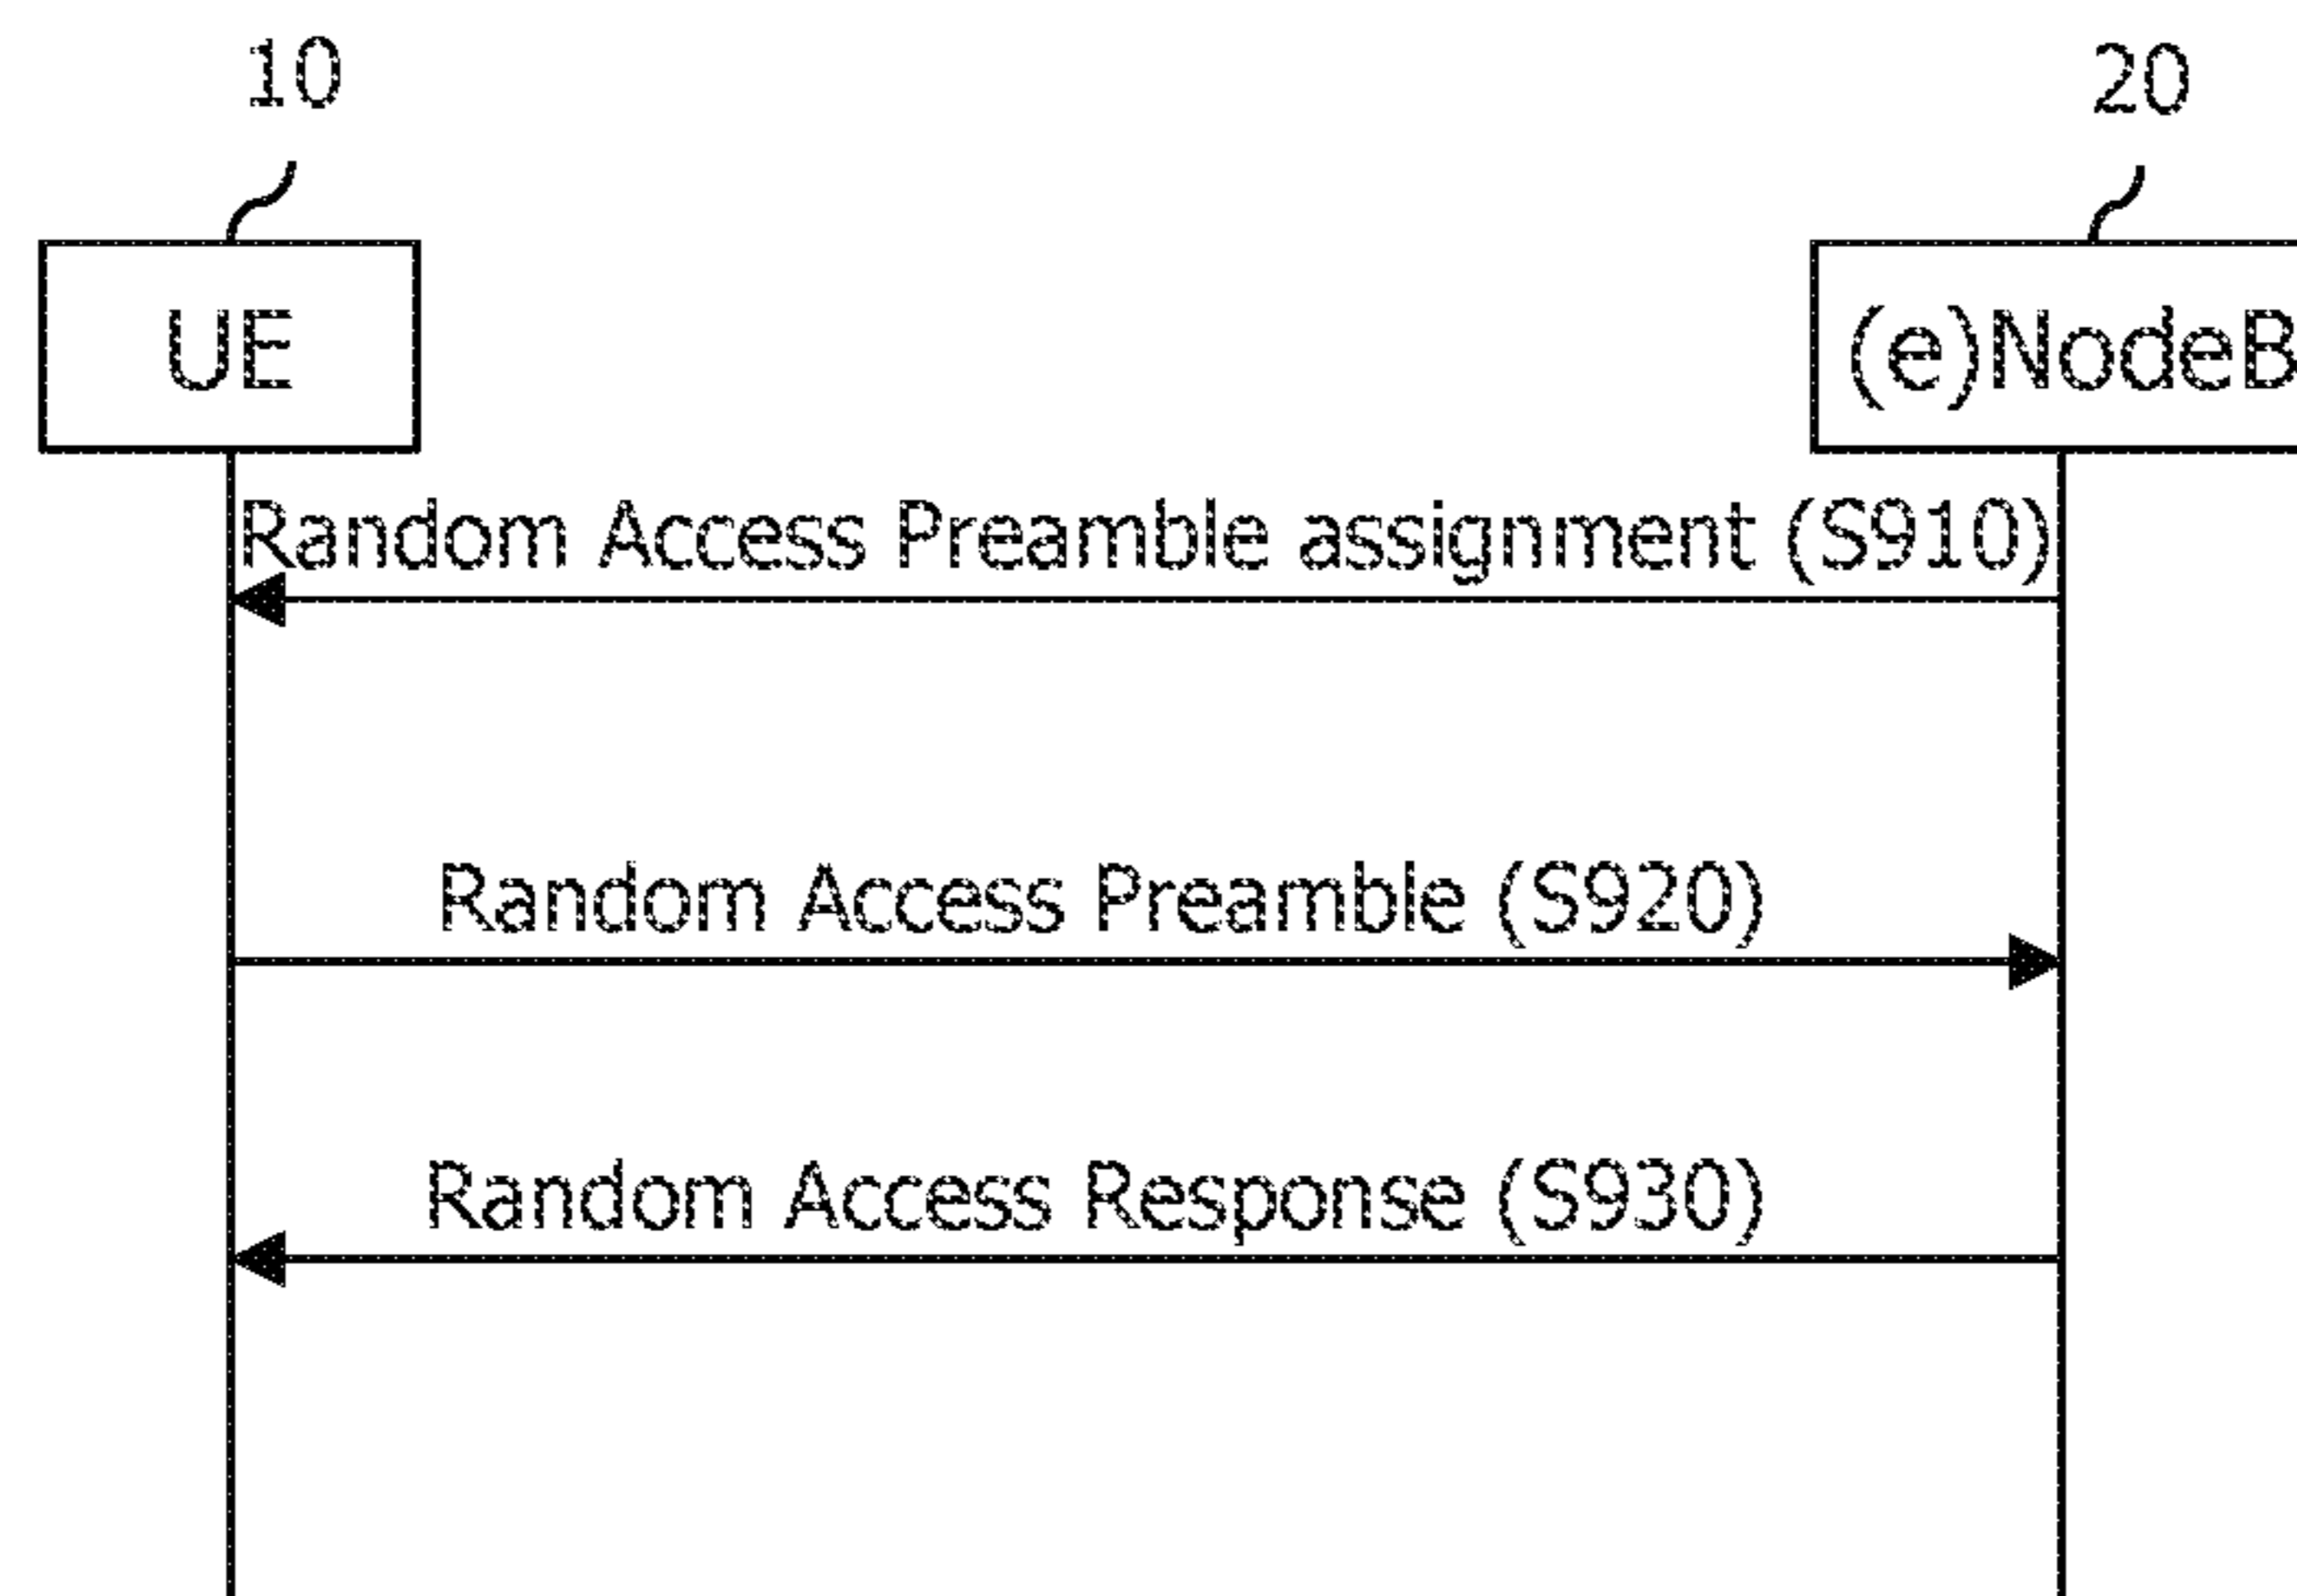 10
20
UE
(e)NodeB
Random Access Preamble assignment (S910)
Random Access Preamble (S920)
Random Access Response (S930)